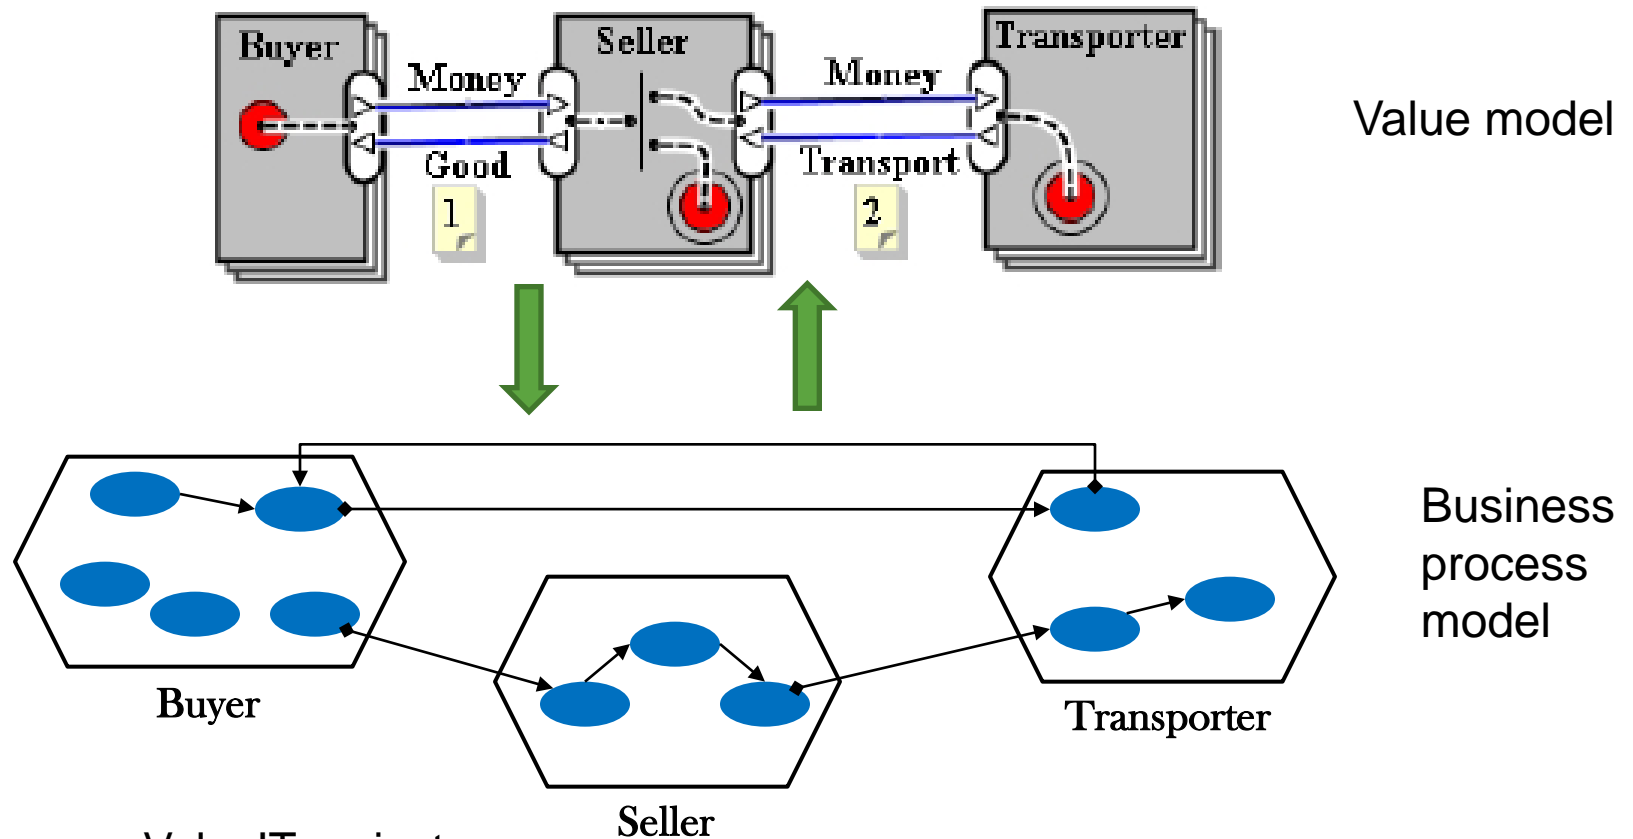 Buyer
Seller
Transporter
Money
Money
Good
Transport
1
2
Value model
Business
process
model
Buyer
Transporter
Seller